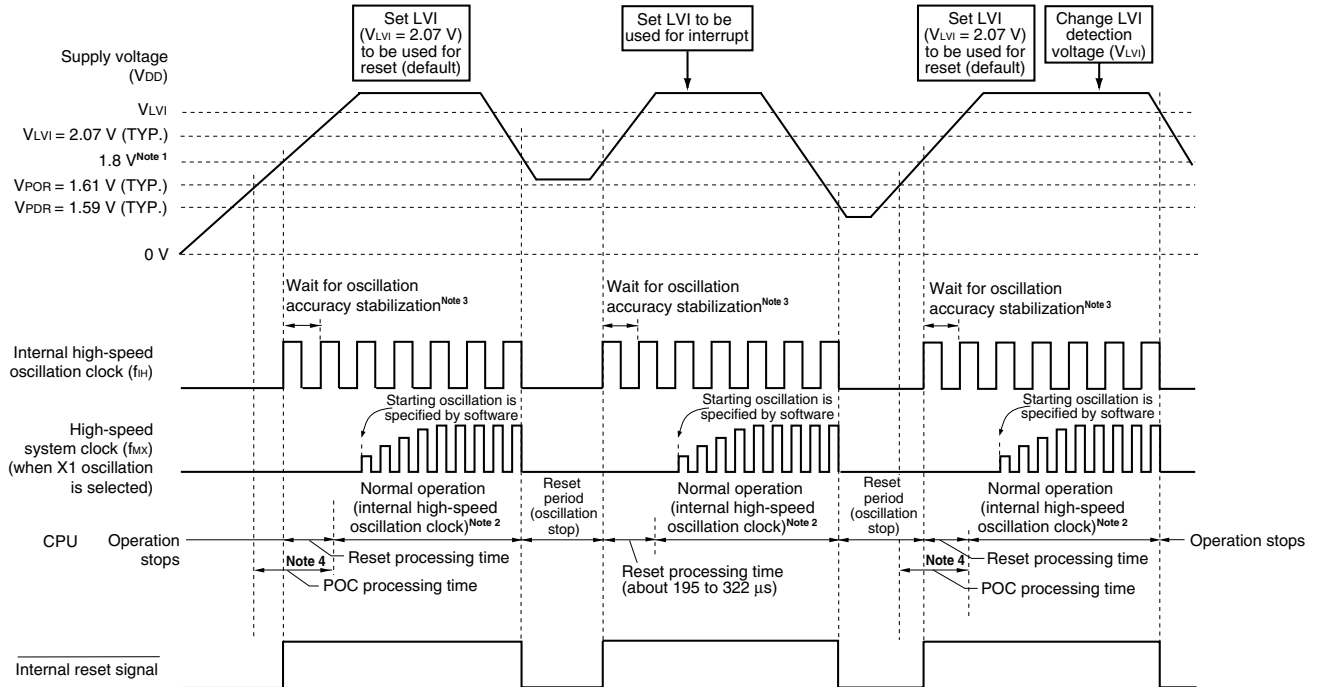 Set LVI
(VLVI = 2.07 V)
to be used for
reset (default)
Set LVI to be
used for interrupt
Set LVI
(VLVI = 2.07 V)
to be used for
reset (default)
Change LVI
detection
voltage (VLVI)
Supply voltage
(VDD)
VLVI
VLVI = 2.07 V (TYP.)
1.8 V Note 1
VPOR = 1.61 V (TYP.)
VPDR = 1.59 V (TYP.)
0 V
Wait for oscillation
accuracy stabilization Note 3
Wait for oscillation
accuracy stabilization Note 3
Wait for oscillation
accuracy stabilization Note 3
Internal high-speed
oscillation clock (fIH)
Starting oscillation is
specified by software
Starting oscillation is
specified by software
Starting oscillation is
specified by software
High-speed
system clock (fMX)
(when X1 oscillation
is selected)
Normal operation
(internal high-speed
oscillation clock) Note 2
Reset
period
(oscillation
stop)
Normal operation
(internal high-speed
oscillation clock) Note 2
Reset
period
(oscillation
stop)
Normal operation
(internal high-speed
oscillation clock) Note 2
CPU
Operation
stops
Operation stops
Note 4
Reset processing time
POC processing time
Reset processing time
(about 195 to 322 μs)
Note 4
Reset processing time
POC processing time
Internal reset signal